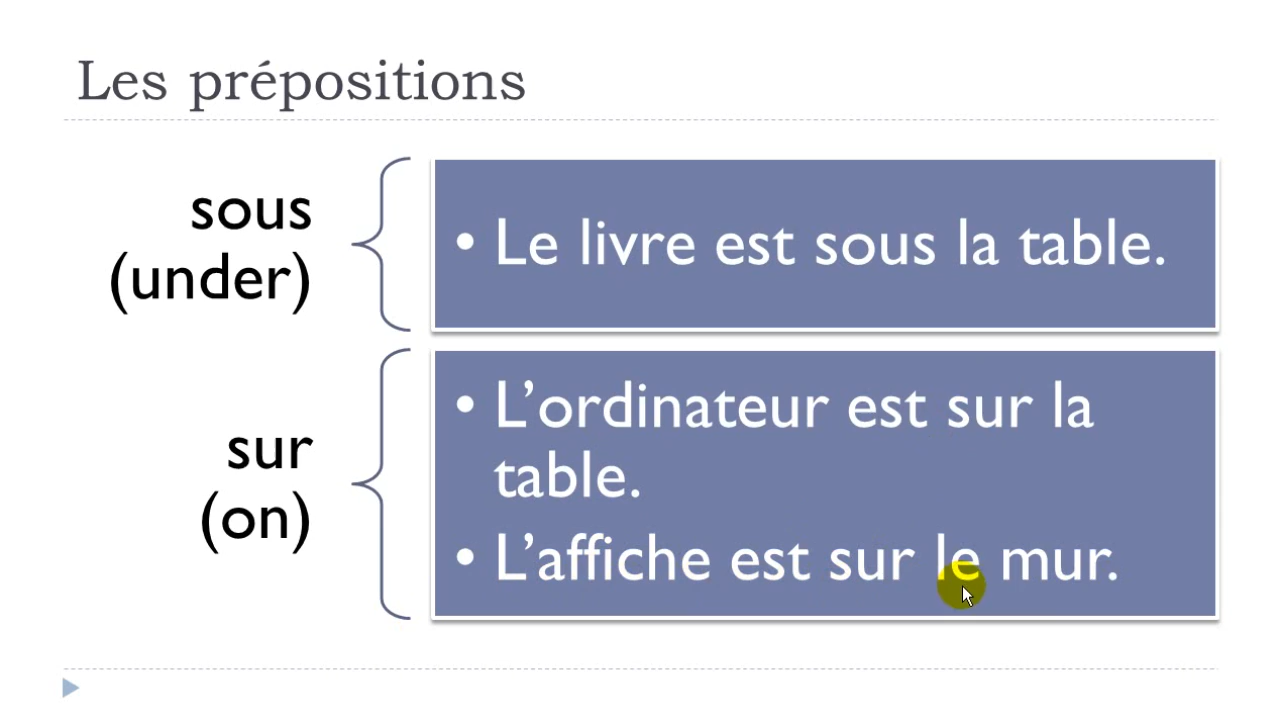 Les prépositions
sous
(under)
• Le livre est sous la table.
sur
(on)
• L’ordinateur est sur la
table.
• L’affiche est sur le mur.